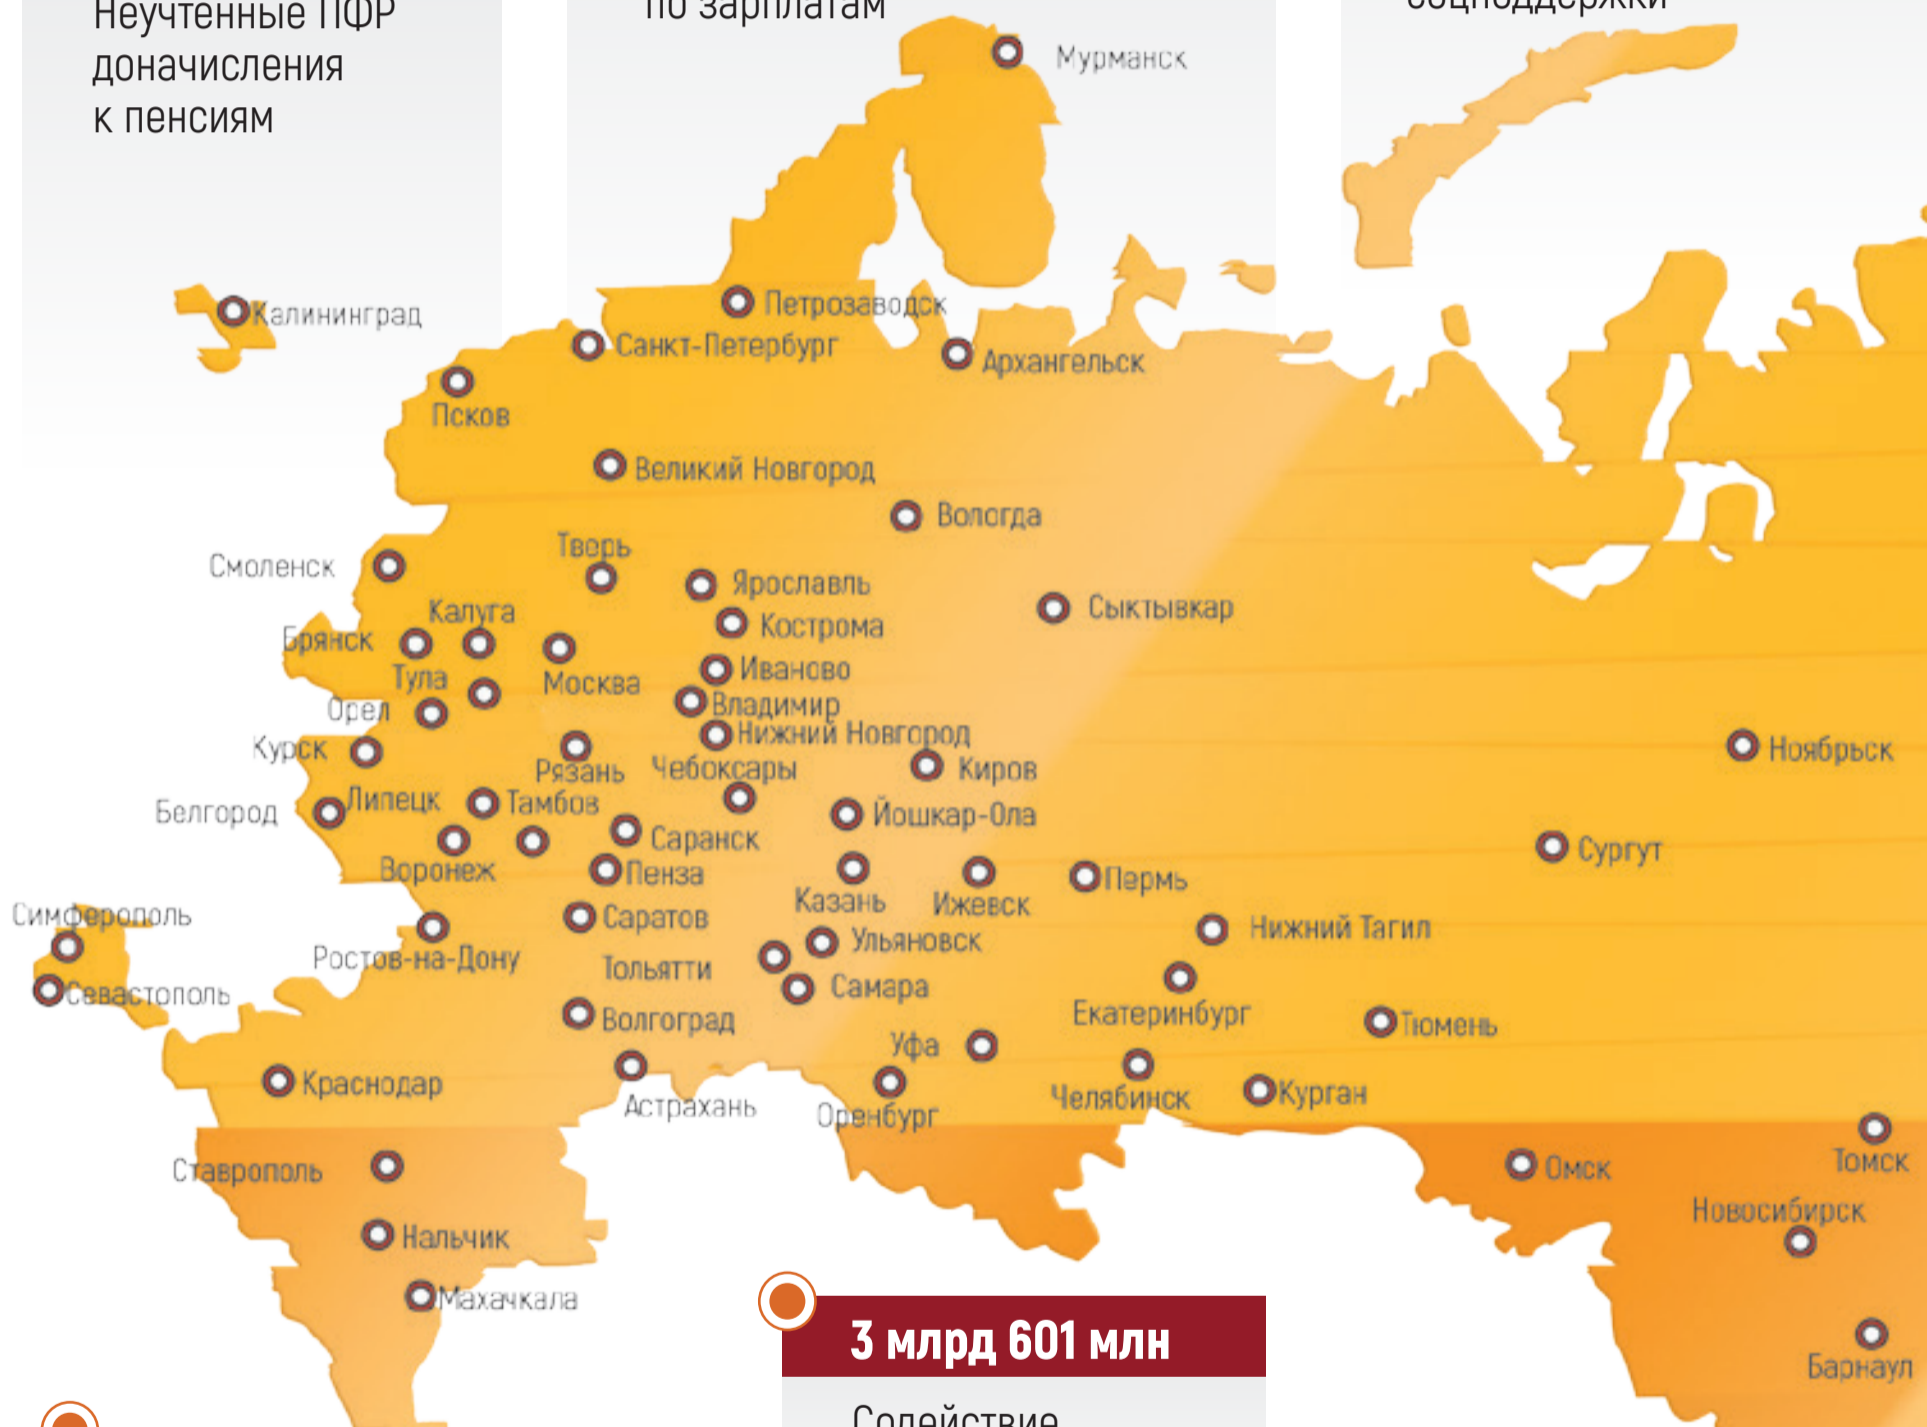 Неучтенные ПФР
доначисления
к пенсиям
по зарплатам
соцподдержки
Мурманск
Калининград
Петрозаводск
Санкт-Петербург
Архангельск
Псков
Великий Новгород
Вологда
Тверь
Смоленск
Ярославль
Калуга
Кострома
Сыктывкар
Брянск
Иваново
Тула
Москва
Владимир
Орел
Нижний Новгород
Курск
Ноябрьск
Рязань
Чебоксары
Киров
Липецк
Тамбов
Белгород
Йошкар-Ола
Саранск
Сургут
Воронеж
Пенза
Пермь
Казань
Ижевск
Симферополь
Саратов
Нижний Тагил
Ульяновск
Ростов-на-Дону
Тольятти
Самара
Севастополь
Екатеринбург
Волгоград
Тюмень
Уфа
Краснодар
Челябинск
Курган
Астрахань
Оренбург
Томск
Ставрополь
Омск
Новосибирск
Нальчик
Махачкала
3 млрд 601 млн
Барнаул
Содействие